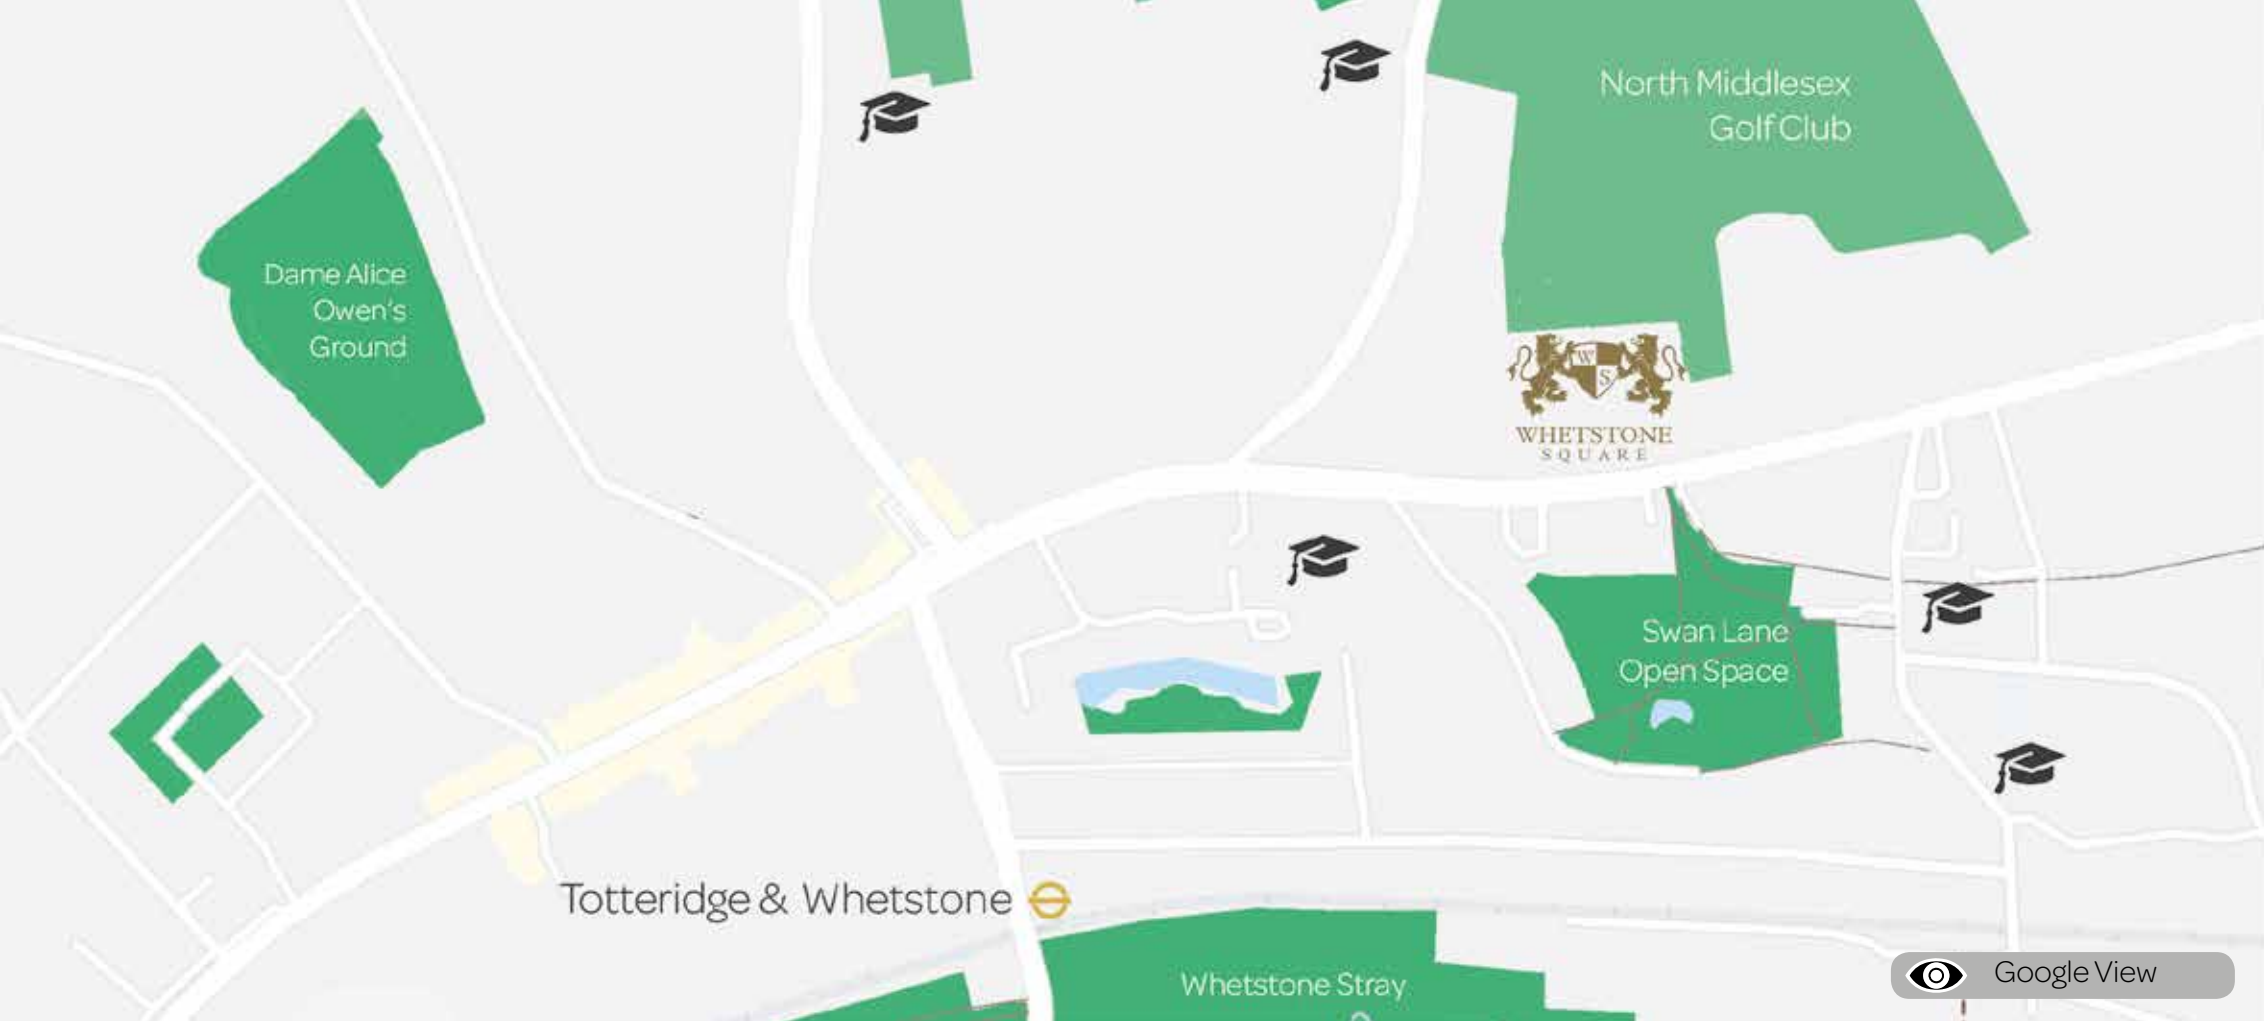 North Middlesex
Golf Club
Dame Alice
Owen's
Ground
W
S
WHETSTONE
SQUARE
Swan Lane
Open Space
Totteridge & Whetstone
Whetstone Stray
Google View